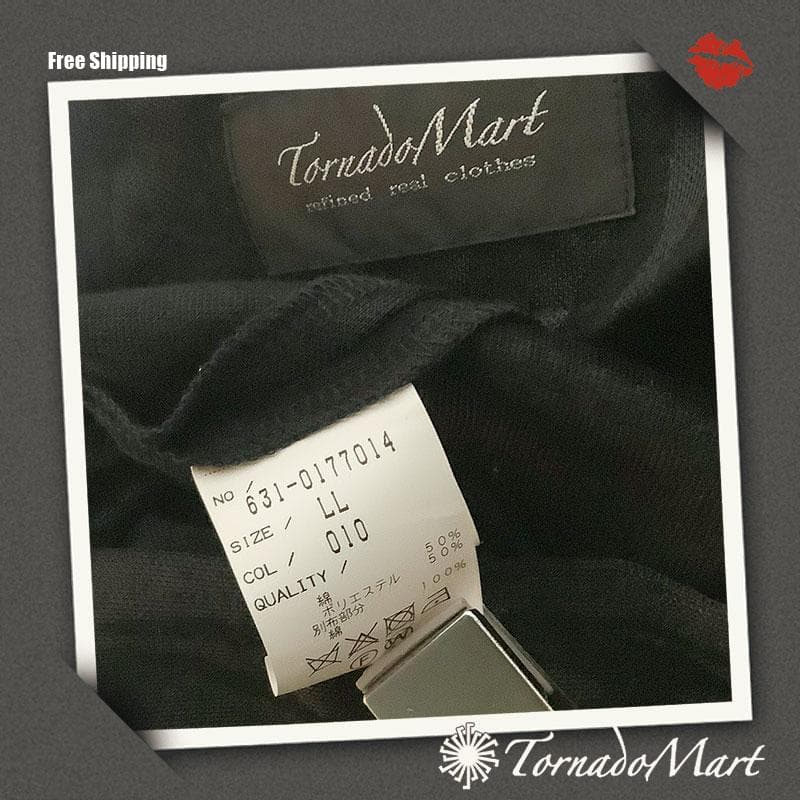 Free Shipping
TornadoMart
refined real clothes
NO / 631-0177014
SIZE / LL
COL / 010
QUALITY /
綿 50%
ポリエステル 50%
別布部分
綿 100%
TornadoMart